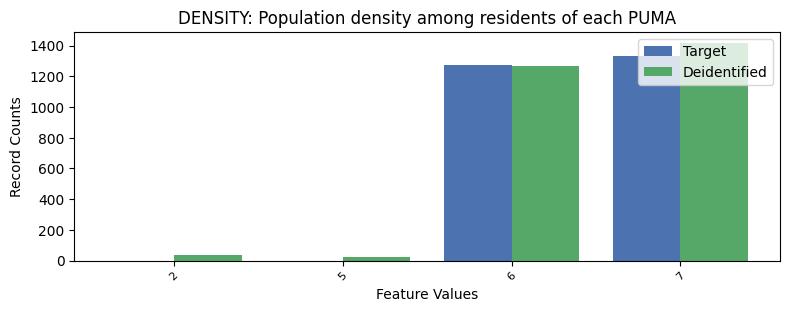 DENSITY: Population density among residents of each PUMA
Target
Deidentified
Record Counts
1400
1200
1000
800
600
400
200
0
2 5 6 7
Feature Values